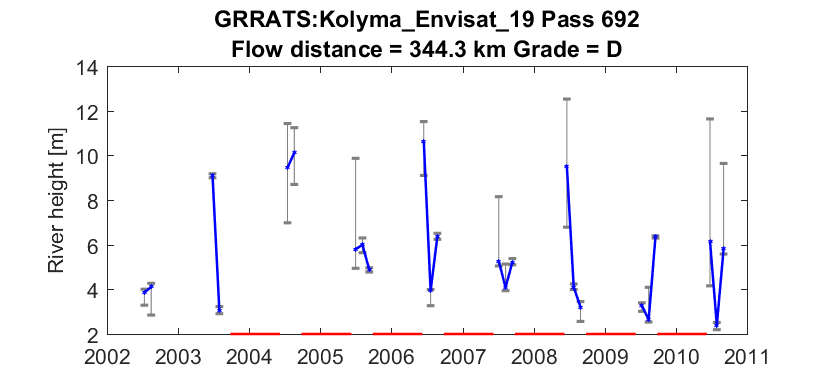 GRRATS:Kolyma_Envisat_19 Pass 692
Flow distance = 344.3 km Grade = D
River height [m]
14
12
10
8
6
4
2
2002 2003 2004 2005 2006 2007 2008 2009 2010 2011